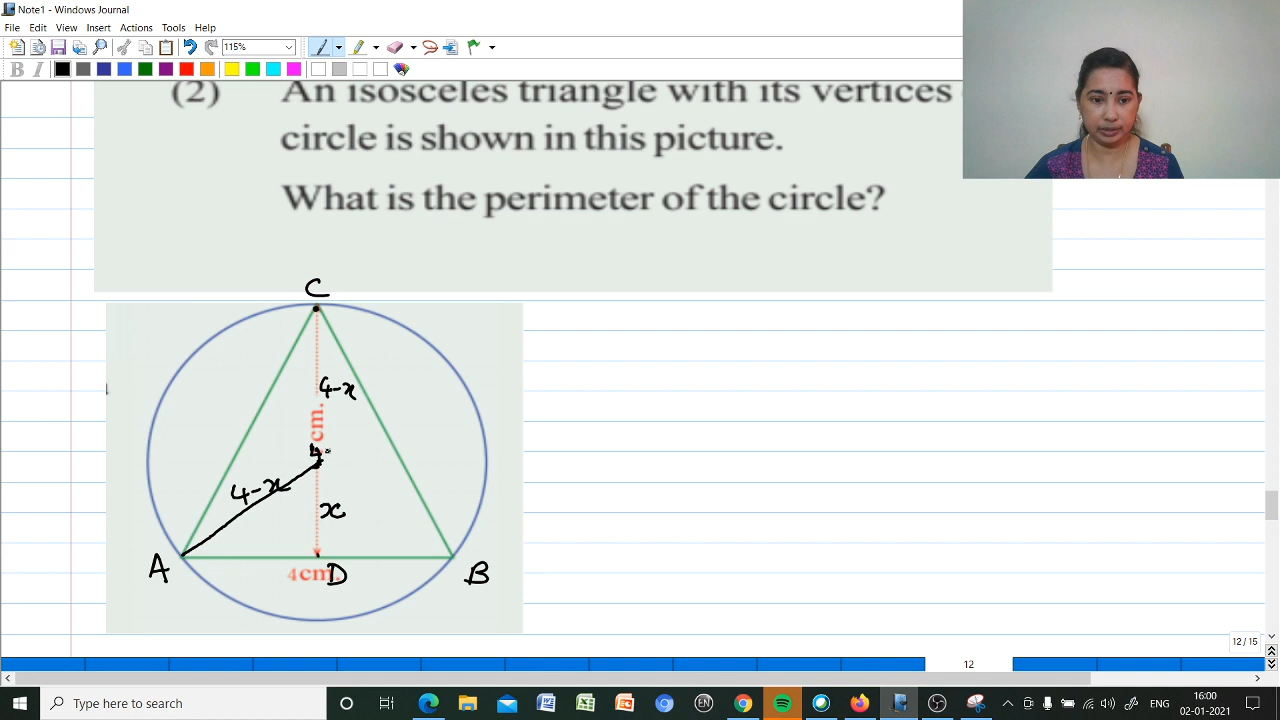 Note1 - Windows Journal
File Edit View Insert Actions Tools Help
115%
B I
(2) An isosceles triangle with its vertices
circle is shown in this picture.
What is the perimeter of the circle?
C
4-x
cm.
4-x
x
A
4cm.
D
B
12 / 15
12
Type here to search
EN
ENG
16:00
02-01-2021